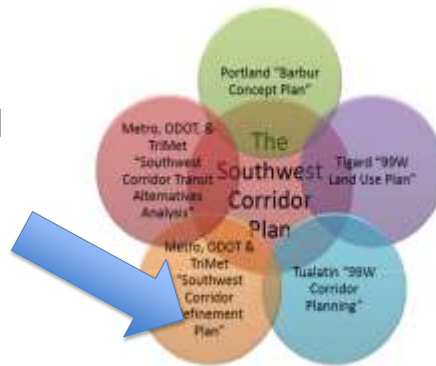 Portland "Barbur
Concept Plan"
Metro, ODOT, &
TriMet
"Southwest
Corridor Transit
Alternatives
Analysis"
The
Southwest
Corridor
Plan
Tigard "99W
Land Use Plan"
Metro, ODOT &
TriMet
"Southwest
Corridor
Refinement
Plan"
Tualatin "99W
Corridor
Planning"